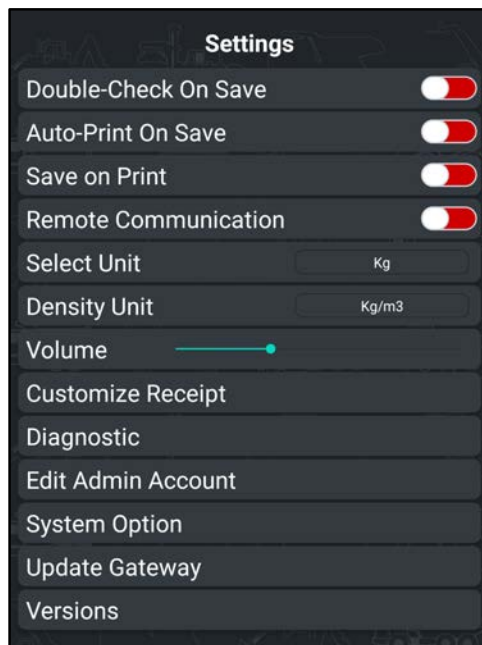 Settings
Double-Check On Save
Auto-Print On Save
Save on Print
Remote Communication
Select Unit Kg
Density Unit Kg/m3
Volume
Customize Receipt
Diagnostic
Edit Admin Account
System Option
Update Gateway
Versions